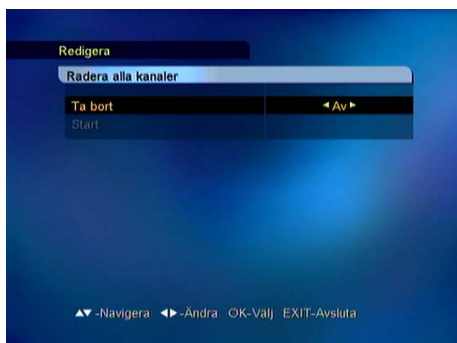 Redigera
Radera alla kanaler
Ta bort ◄ Av ►
Start
▲▼ -Navigera ◄► -Ändra OK-Välj EXIT-Avsluta